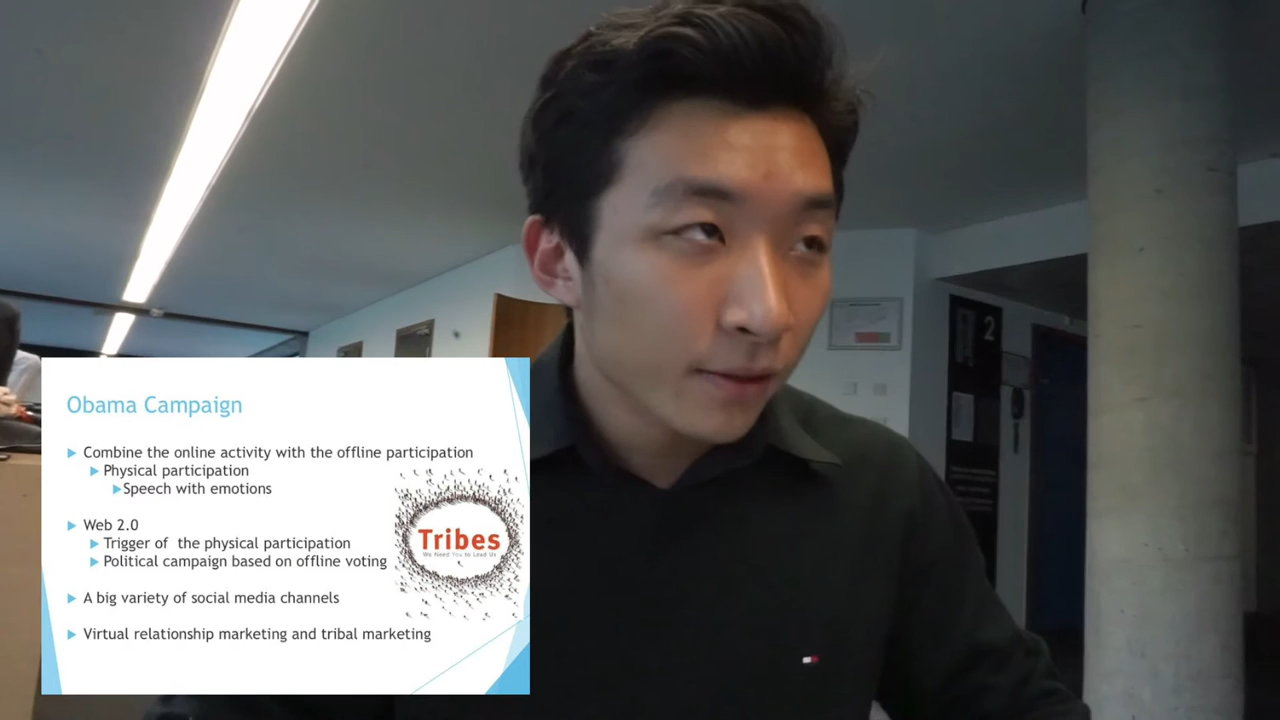 2
Obama Campaign
Combine the online activity with the offline participation
Physical participation
Speech with emotions
Web 2.0
Trigger of the physical participation
Political campaign based on offline voting
A big variety of social media channels
Virtual relationship marketing and tribal marketing
Tribes
We Need You to Lead Us